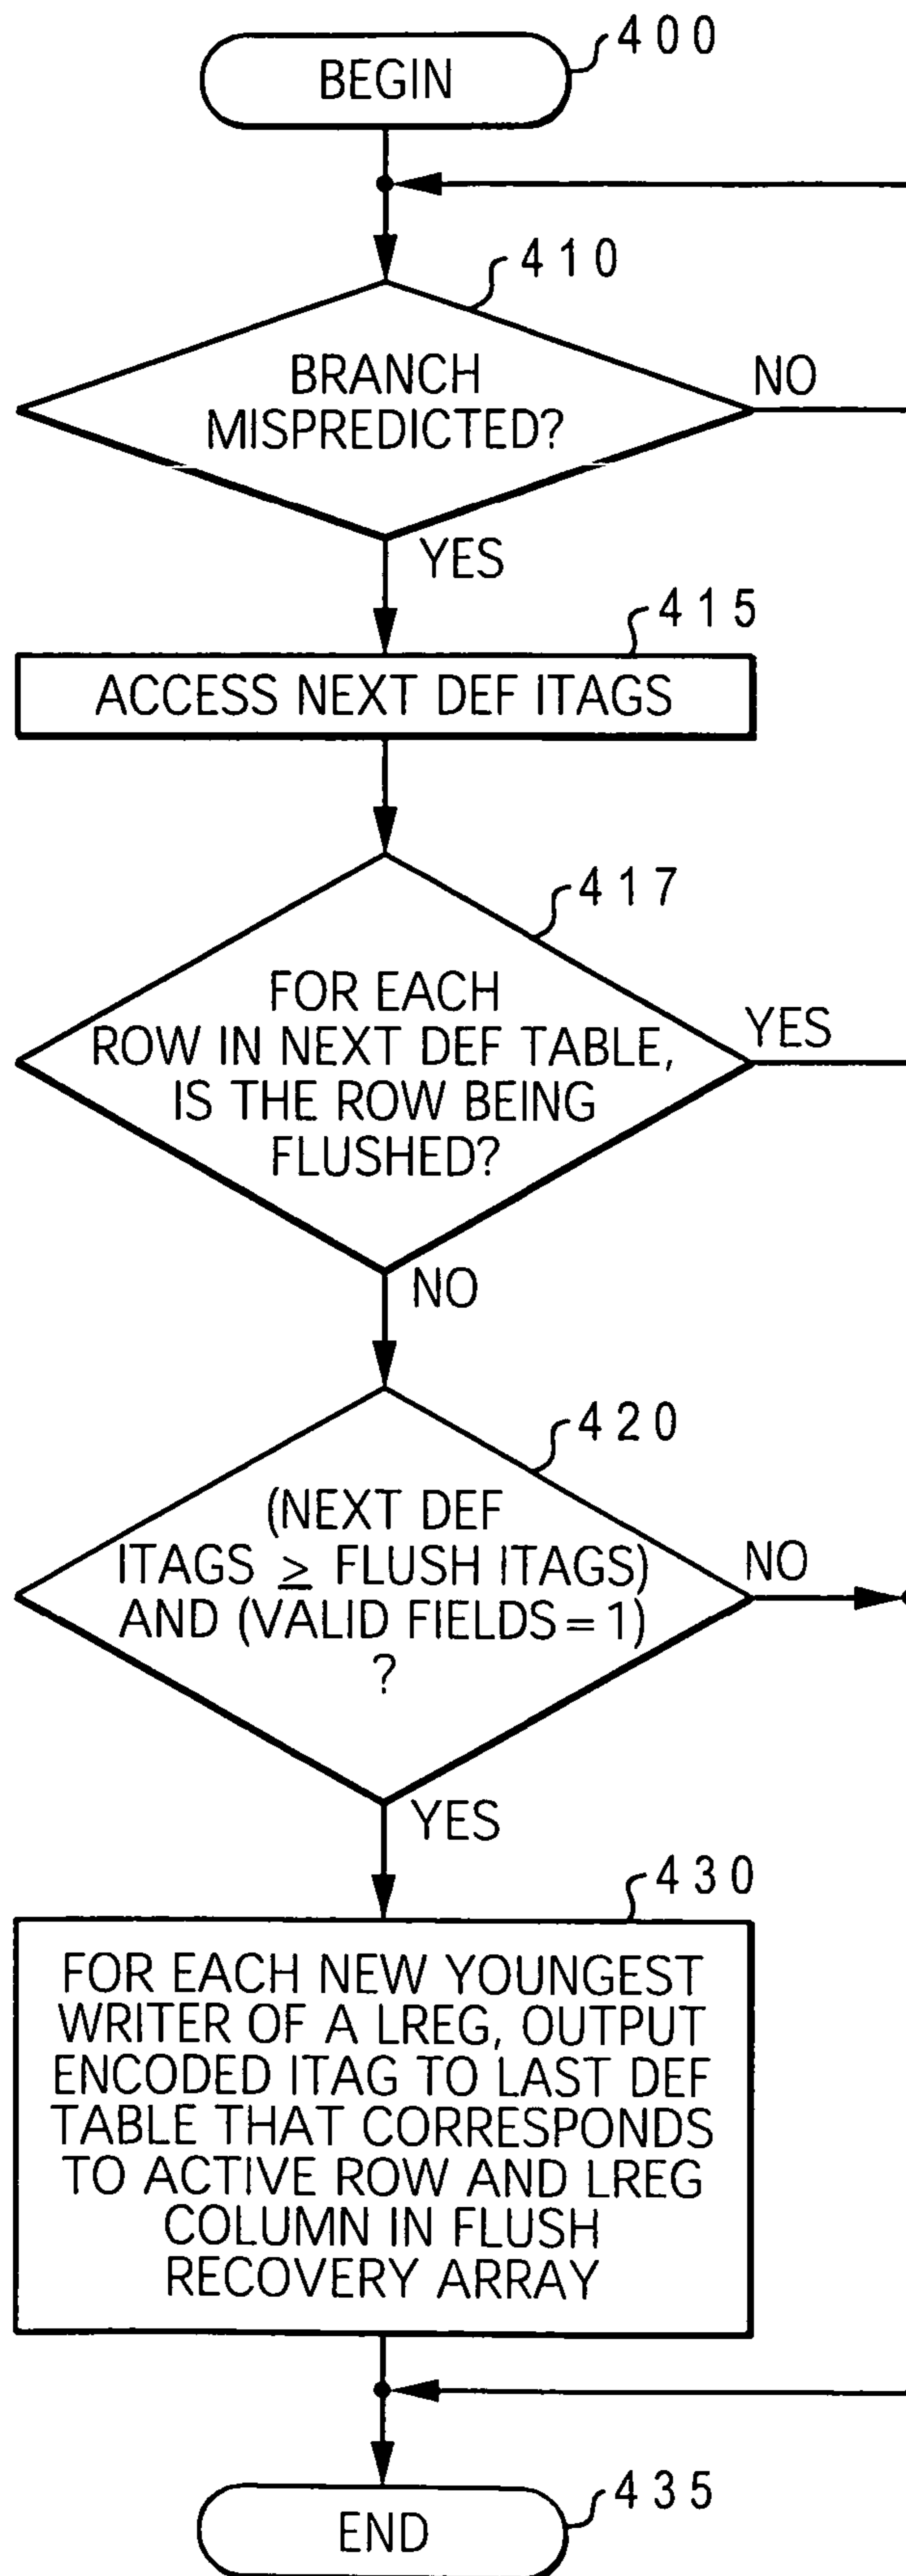 400
BEGIN
410
BRANCH
MISPREDICTED?
NO
YES
415
ACCESS NEXT DEF ITAGS
417
FOR EACH
ROW IN NEXT DEF TABLE,
IS THE ROW BEING
FLUSHED?
YES
NO
420
(NEXT DEF
ITAGS ≥ FLUSH ITAGS)
AND (VALID FIELDS = 1)
?
NO
YES
430
FOR EACH NEW YOUNGEST
WRITER OF A LREG, OUTPUT
ENCODED ITAG TO LAST DEF
TABLE THAT CORRESPONDS
TO ACTIVE ROW AND LREG
COLUMN IN FLUSH
RECOVERY ARRAY
435
END